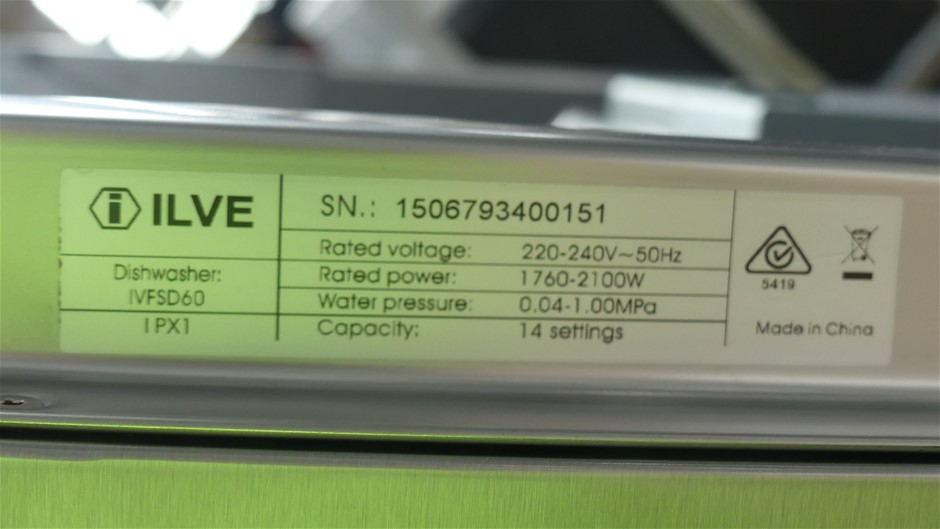 ILVE
Dishwasher:
IVFSD60
IPX1
SN.: 1506793400151
Rated voltage: 220-240V~50Hz
Rated power: 1760-2100W
Water pressure: 0.04-1.00MPa
Capacity: 14 settings
5419
Made in China